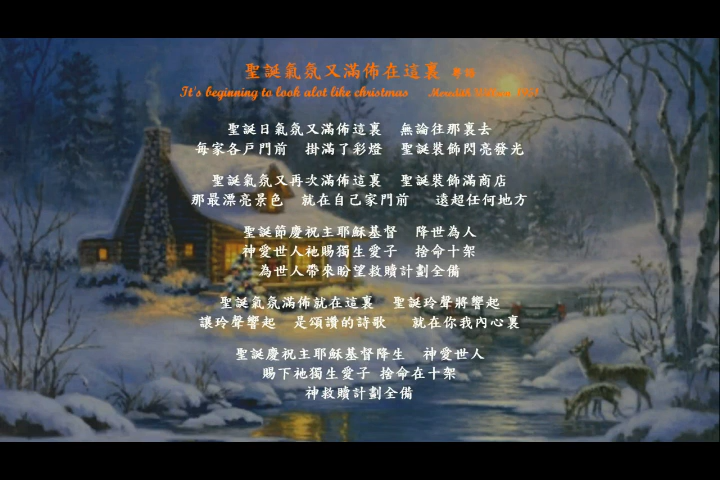 聖誕氣氛又滿佈在這裏 粵語
It's beginning to look alot like christmas Meredith Willson 1951
聖誕日氣氛又滿佈這裏 無論往那裏去
每家各戶門前 掛滿了彩燈 聖誕裝飾閃亮發光
聖誕氣氛又再次滿佈這裏 聖誕裝飾滿商店
那最漂亮景色 就在自己家門前 遠超任何地方
聖誕節慶祝主耶穌基督 降世為人
神愛世人祂賜獨生愛子 捨命十架
為世人帶來盼望救贖計劃全備
聖誕氣氛滿佈就在這裏 聖誕玲聲將響起
讓玲聲響起 是頌讚的詩歌 就在你我內心裏
聖誕慶祝主耶穌基督降生 神愛世人
賜下祂獨生愛子 捨命在十架
神救贖計劃全備